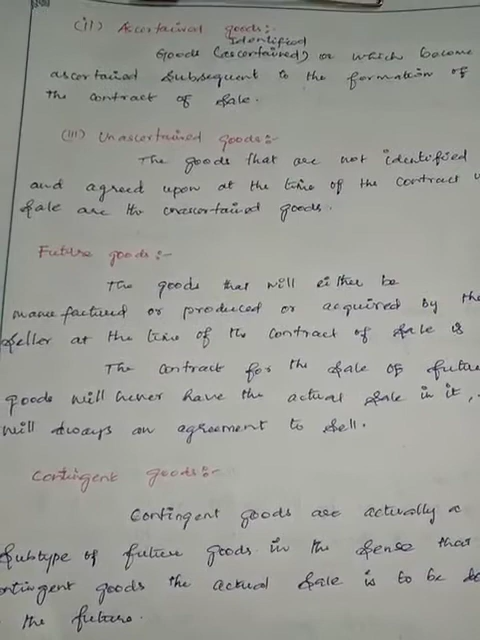 (ii) Ascertained goods:-
Identified
Goods (ascertained) or which become
ascertained subsequent to the formation of
the contract of sale.
(iii) Unascertained goods:-
The goods that are not identified
and agreed upon at the time of the contract
sale are the unascertained goods.
Future goods:-
The goods that will either be
manufactured or produced or acquired by the
seller at the time of the contract of sale is
The contract for the sale of future
goods will never have the actual sale in it,
will always an agreement to sell.
Contingent goods:-
Contingent goods are actually a
subtype of future goods in the sense that
ontingent goods the actual sale is to be
the future.